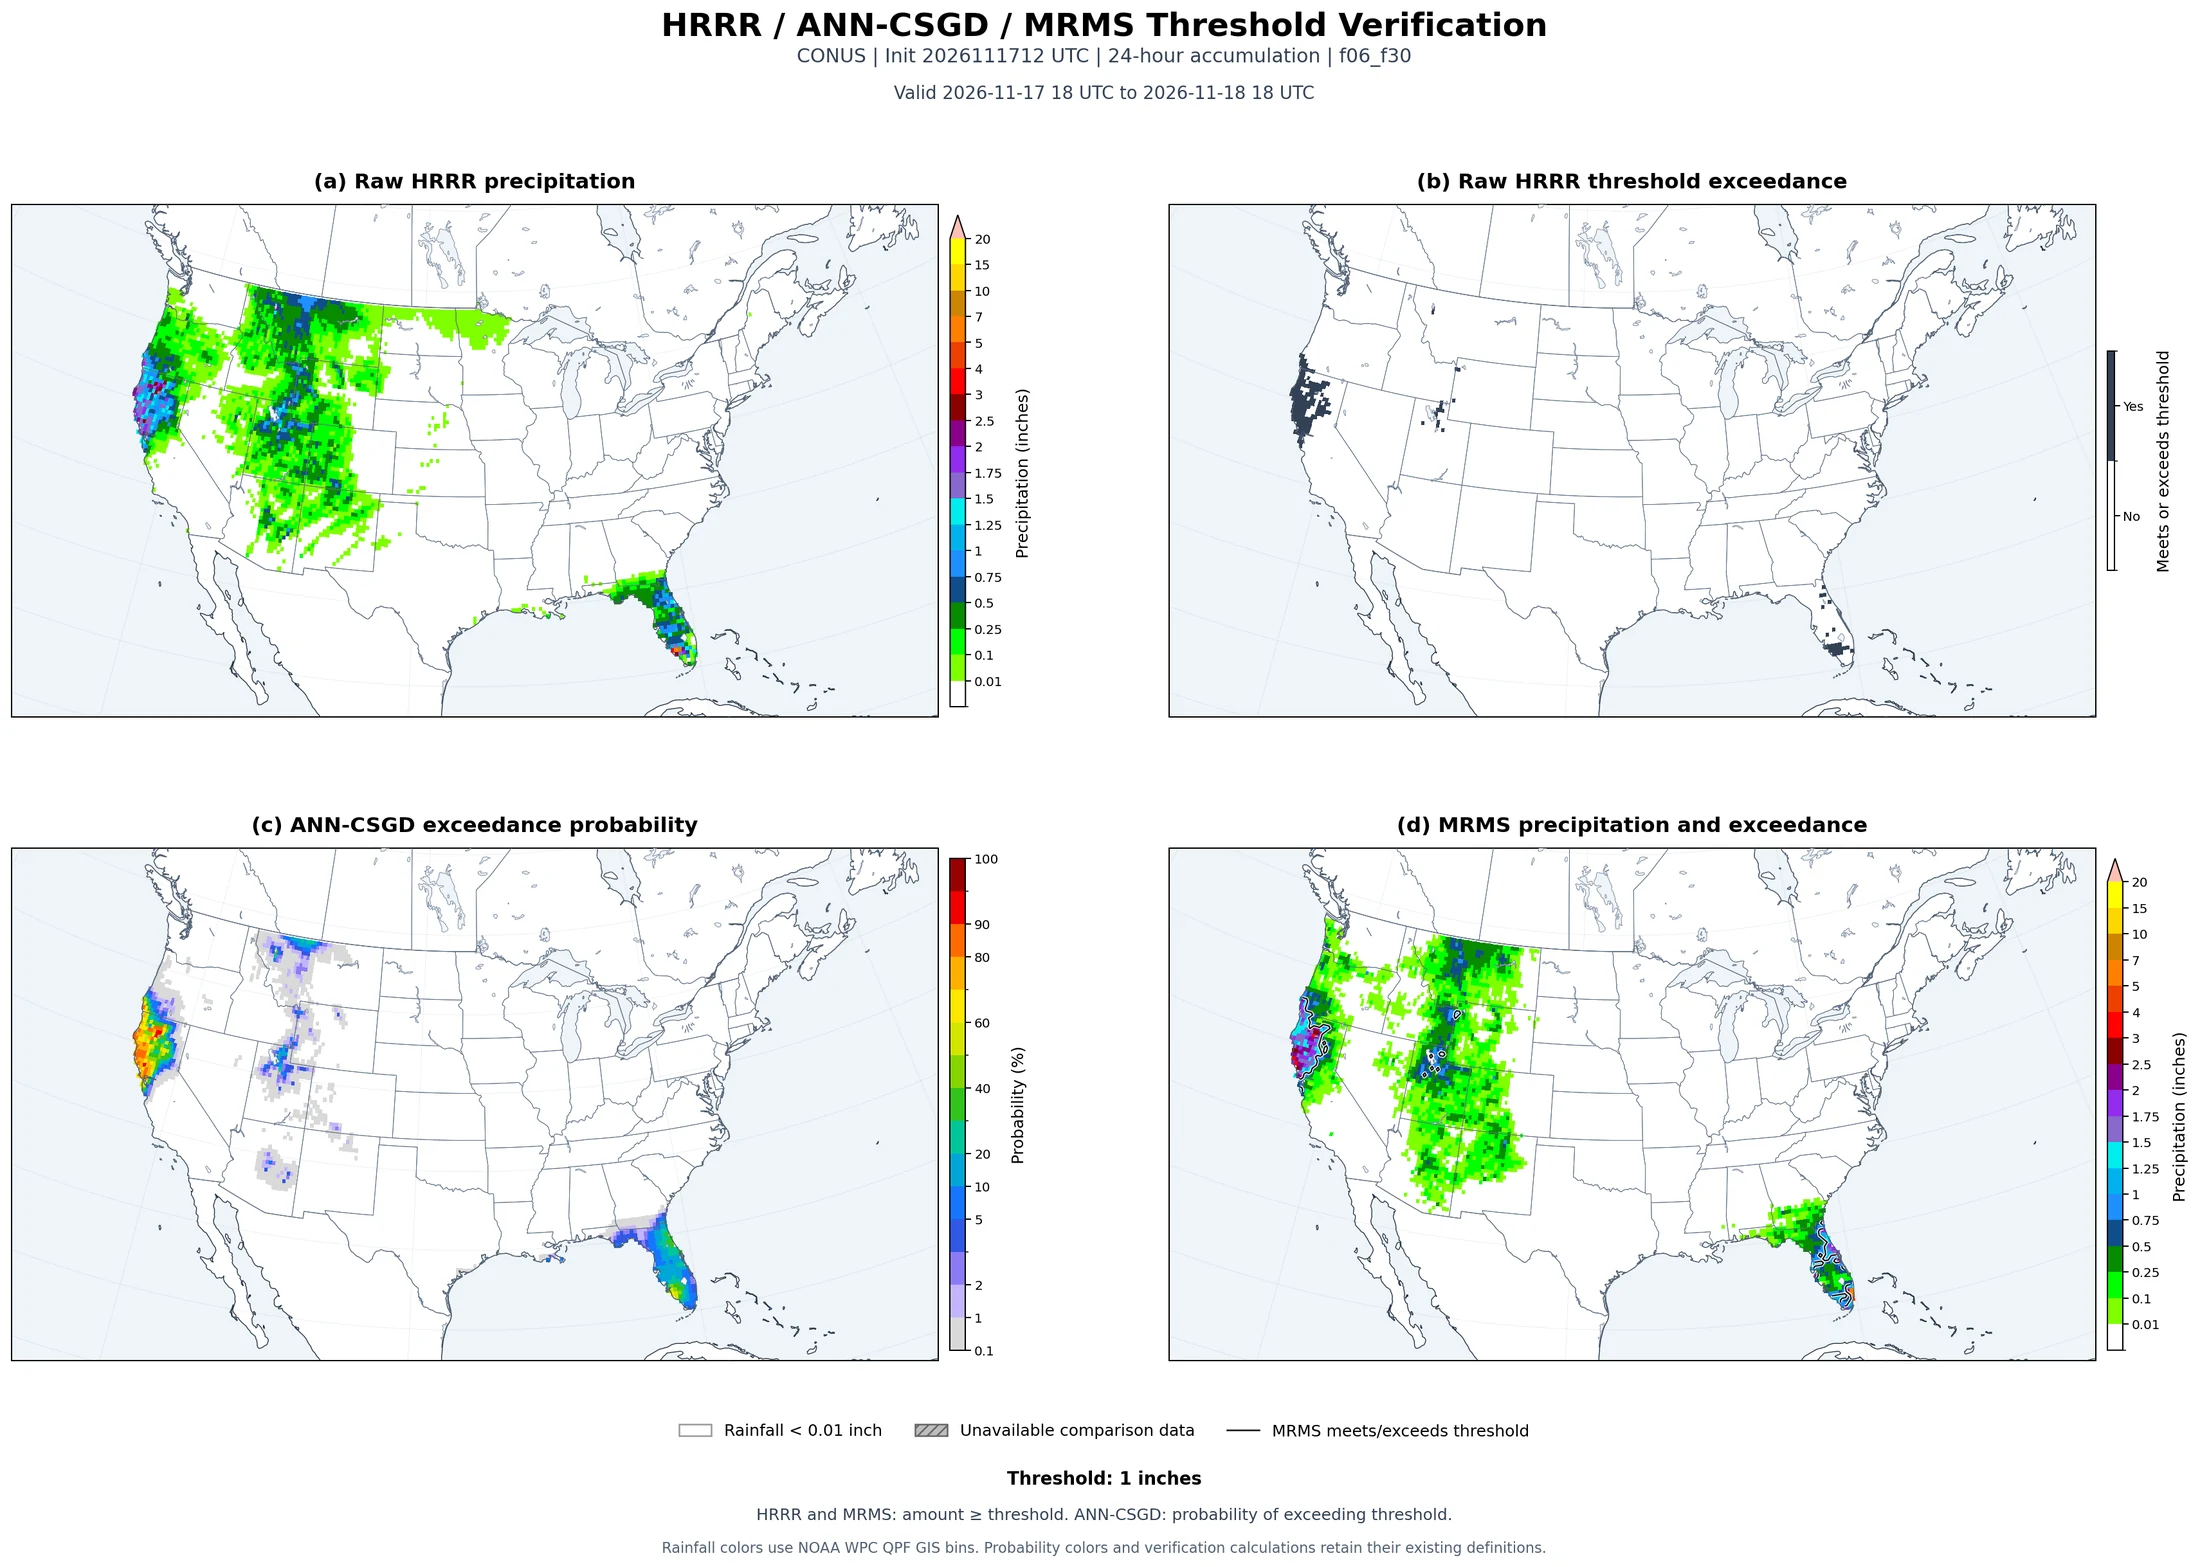 HRRR / ANN-CSGD / MRMS Threshold Verification
CONUS | Init 2026111712 UTC | 24-hour accumulation | f06_f30
Valid 2026-11-17 18 UTC to 2026-11-18 18 UTC
(a) Raw HRRR precipitation
20
15
10
7
5
4
3
2.5
2
1.75
1.5
1.25
1
0.75
0.5
0.25
0.1
0.01
Precipitation (inches)
(b) Raw HRRR threshold exceedance
Yes
No
Meets or exceeds threshold
(c) ANN-CSGD exceedance probability
100
90
80
60
40
20
10
5
2
1
0.1
Probability (%)
(d) MRMS precipitation and exceedance
20
15
10
7
5
4
3
2.5
2
1.75
1.5
1.25
1
0.75
0.5
0.25
0.1
0.01
Precipitation (inches)
Rainfall < 0.01 inch
Unavailable comparison data
MRMS meets/exceeds threshold
Threshold: 1 inches
HRRR and MRMS: amount ≥ threshold. ANN-CSGD: probability of exceeding threshold.
Rainfall colors use NOAA WPC QPF GIS bins. Probability colors and verification calculations retain their existing definitions.